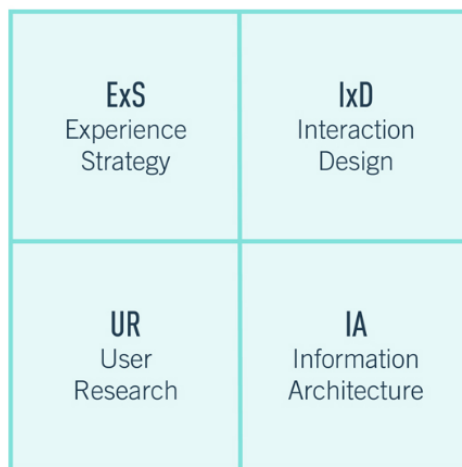 ExS
Experience
Strategy
IxD
Interaction
Design
UR
User
Research
IA
Information
Architecture